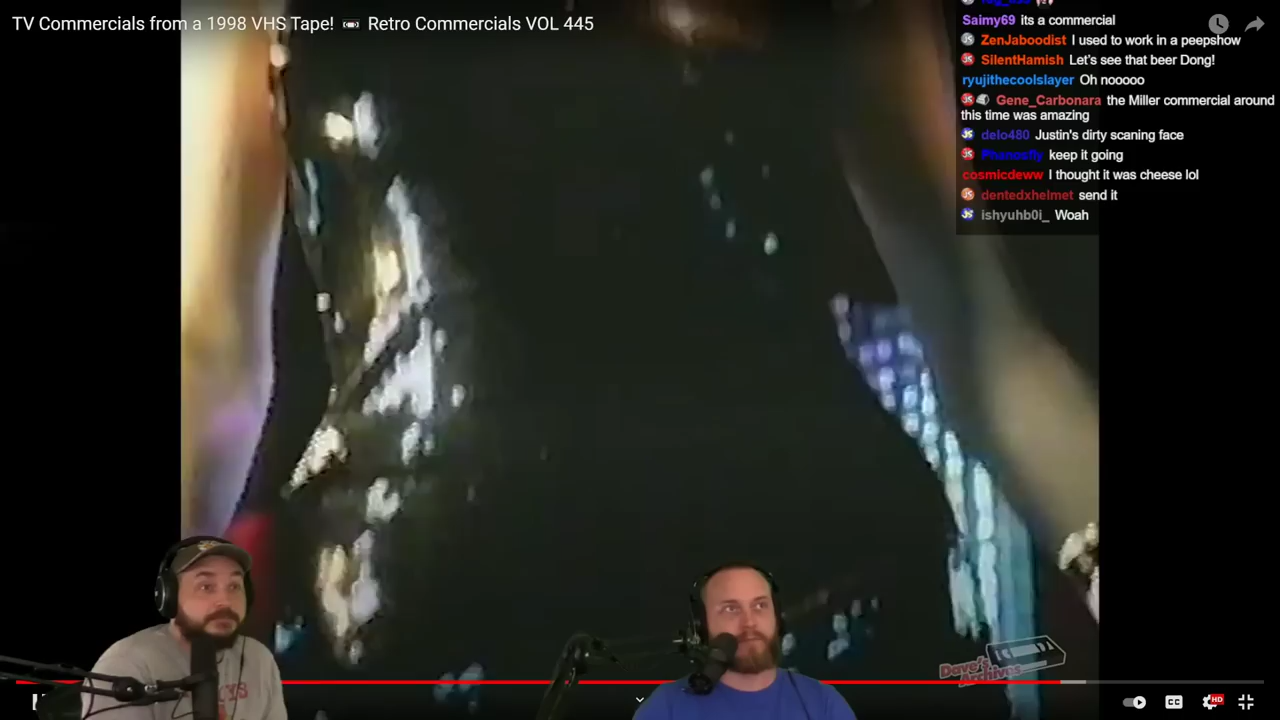 TV Commercials from a 1998 VHS Tape! 📼 Retro Commercials VOL 445
Saimy69 its a commercial
ZenJaboodist I used to work in a peepshow
SilentHamish Let's see that beer Dong!
ryujithecoolslayer Oh nooooo
Gene_Carbonara the Miller commercial around
this time was amazing
delo480 Justin's dirty scaning face
keep it going
cosmicdeww I thought it was cheese lol
dentedxhelmet send it
ishyuhb0i_ Woah
Dave's
Archives
CC
HD